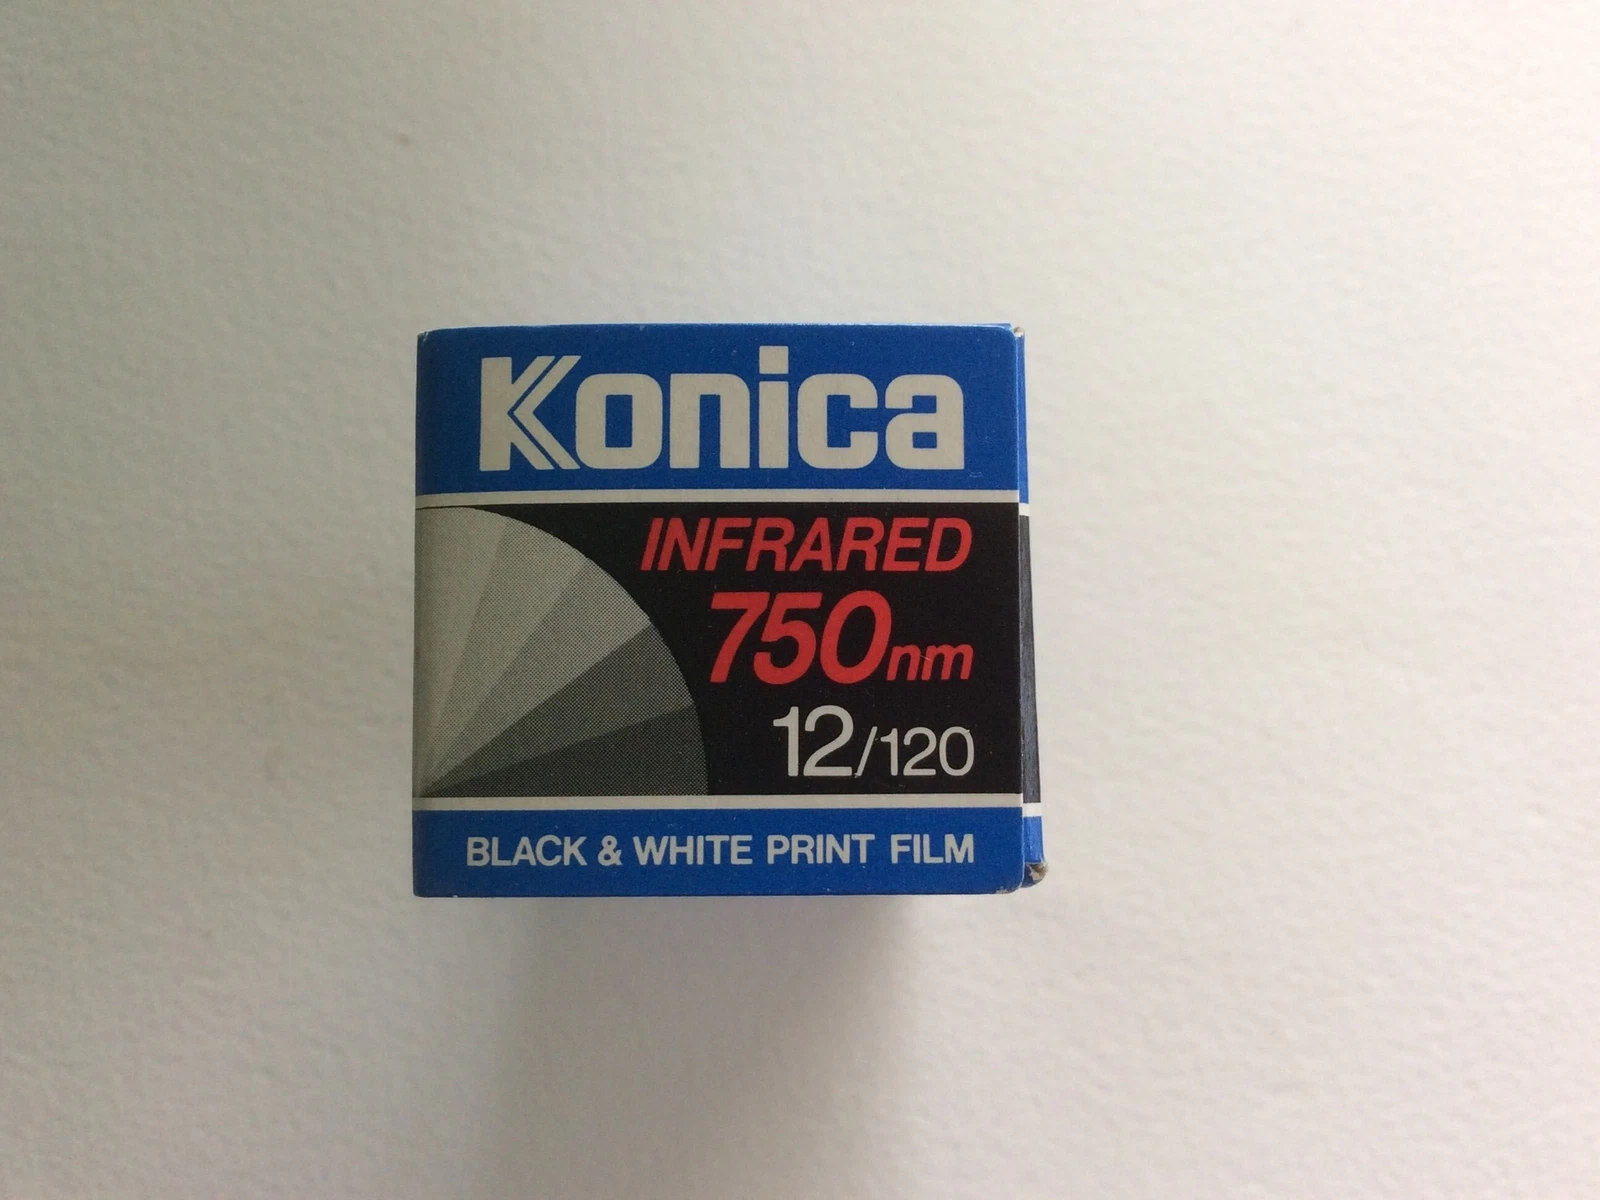 Konica
INFRARED
750nm
12/120
BLACK & WHITE PRINT FILM